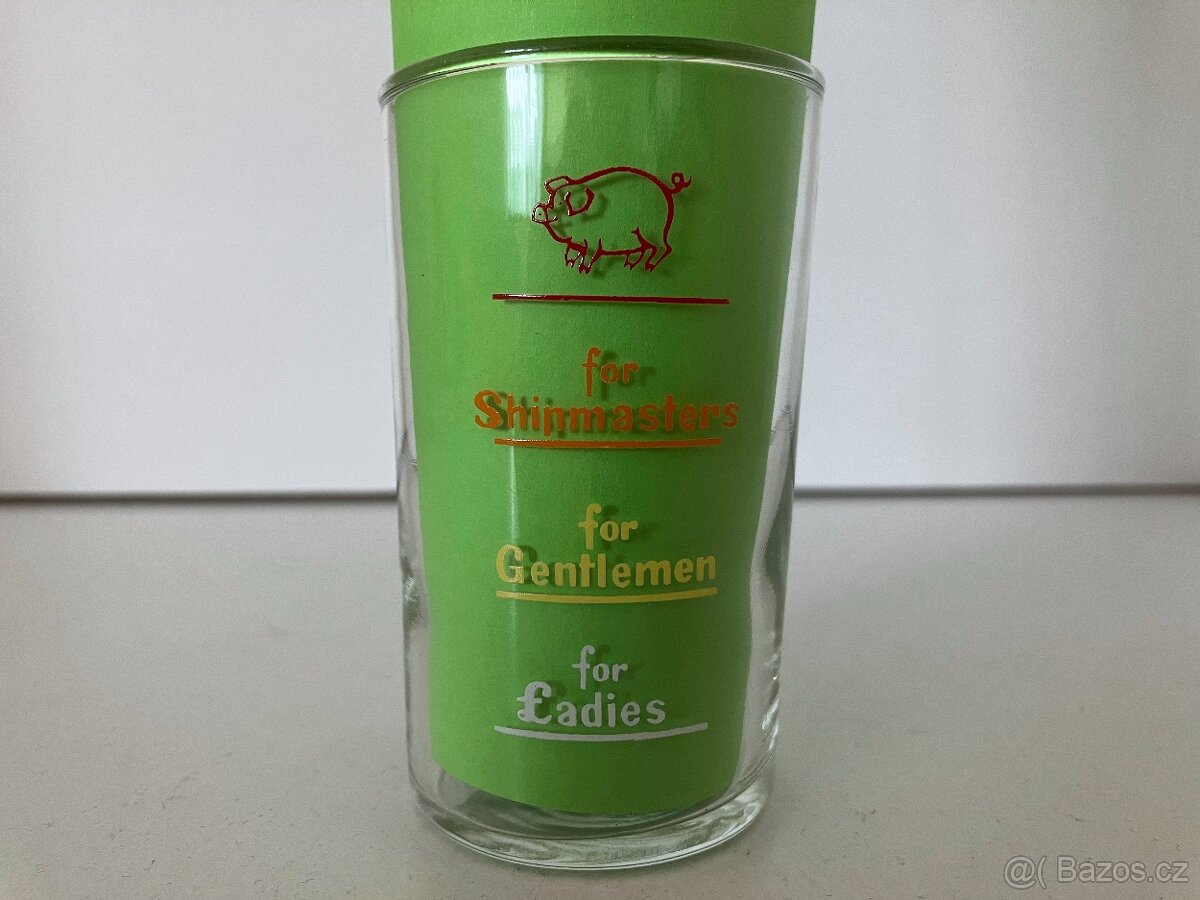 for
Shipmasters
for
Gentlemen
for
£adies
@( Bazos.cz